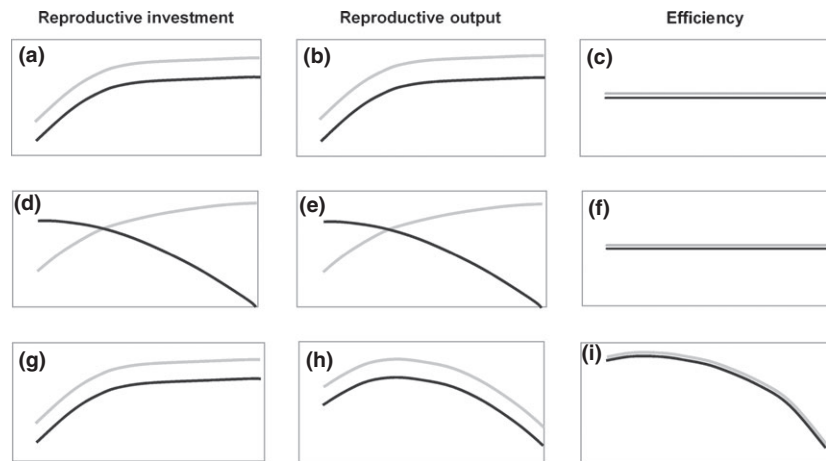 Reproductive investment Reproductive output Efficiency
(a) (b) (c)
(d) (e) (f)
(g) (h) (i)